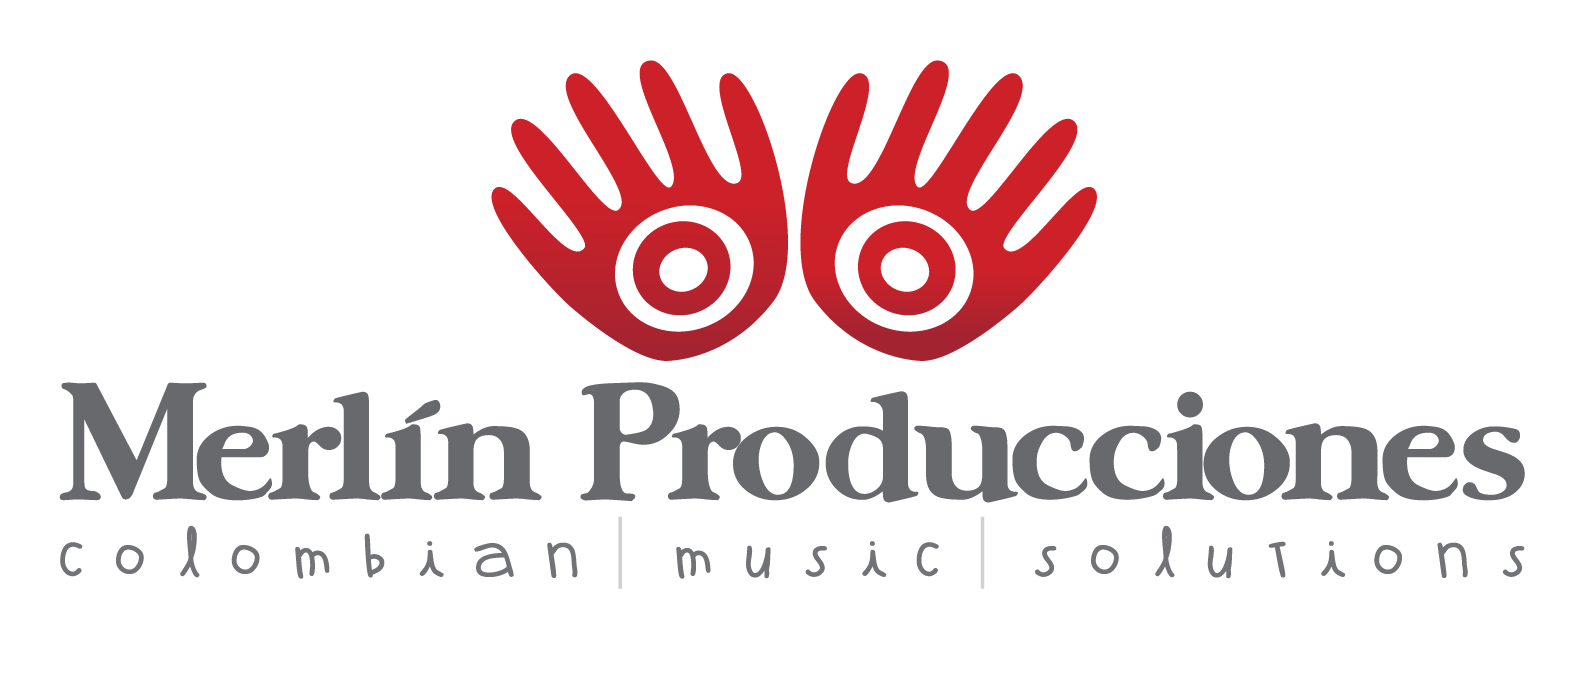 Merlín Producciones
colombian | music | solutions